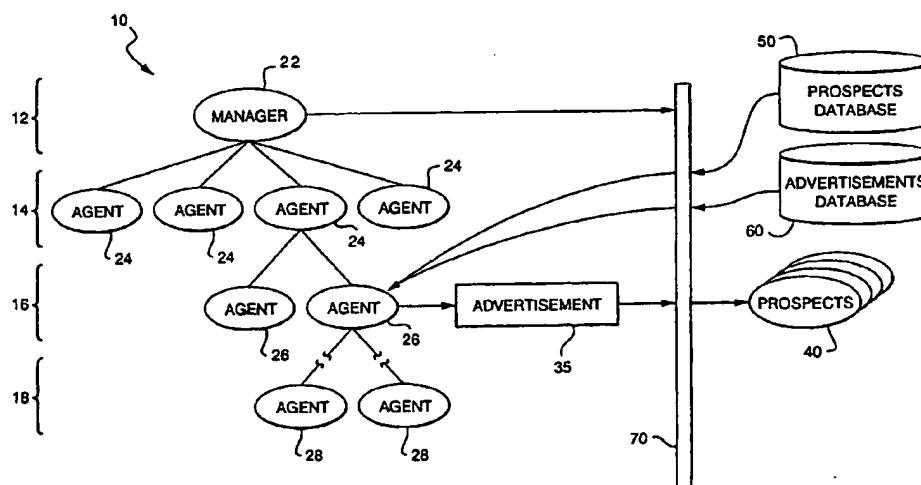 10
22
50
12
MANAGER
PROSPECTS
DATABASE
24
14
AGENT
AGENT
AGENT
AGENT
ADVERTISEMENTS
DATABASE
24
24
24
60
16
AGENT
AGENT
ADVERTISEMENT
PROSPECTS
26
26
35
40
18
AGENT
AGENT
70
28
28